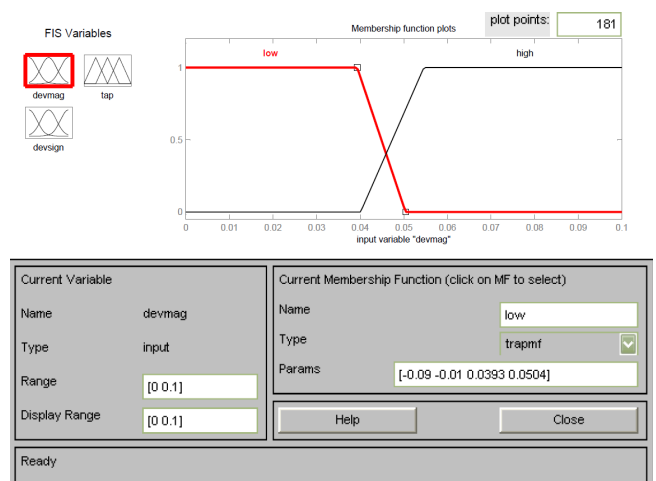 FIS Variables
Membership function plots
plot points:
181
devmag
tap
devsign
low
high
1
0.5
0
0 0.01 0.02 0.03 0.04 0.05 0.06 0.07 0.08 0.09 0.1
input variable "devmag"
Current Variable
Name devmag
Type input
Range [0 0.1]
Display Range [0 0.1]
Current Membership Function (click on MF to select)
Name low
Type trapmf
Params [-0.09 -0.01 0.0393 0.0504]
Help Close
Ready